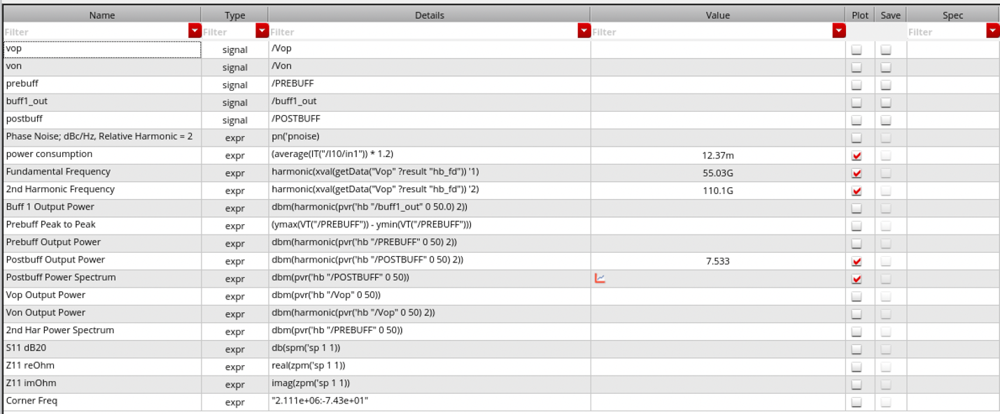 Name Type Details Value Plot Save Spec
Filter Filter Filter Filter Filter
vop signal /Vop
von signal /Von
prebuff signal /PREBUFF
buff1_out signal /buff1_out
postbuff signal /POSTBUFF
Phase Noise; dBc/Hz, Relative Harmonic = 2 expr pn('pnoise)
power consumption expr (average(IT("/I10/in1")) * 1.2) 12.37m
Fundamental Frequency expr harmonic(xval(getData("Vop" ?result "hb_fd")) '1) 55.03G
2nd Harmonic Frequency expr harmonic(xval(getData("Vop" ?result "hb_fd")) '2) 110.1G
Buff 1 Output Power expr dbm(harmonic(pvr('hb "/buff1_out" 0 50.0) 2))
Prebuff Peak to Peak expr (ymax(VT("/PREBUFF")) - ymin(VT("/PREBUFF")))
Prebuff Output Power expr dbm(harmonic(pvr('hb "/PREBUFF" 0 50) 2))
Postbuff Output Power expr dbm(harmonic(pvr('hb "/POSTBUFF" 0 50) 2)) 7.533
Postbuff Power Spectrum expr dbm(pvr('hb "/POSTBUFF" 0 50))
Vop Output Power expr dbm(pvr('hb "/Vop" 0 50))
Von Output Power expr dbm(harmonic(pvr('hb "/Vop" 0 50) 2))
2nd Har Power Spectrum expr dbm(pvr('hb "/PREBUFF" 0 50))
S11 dB20 expr db(spm('sp 1 1))
Z11 reOhm expr real(zpm('sp 1 1))
Z11 imOhm expr imag(zpm('sp 1 1))
Corner Freq expr "2.111e+06:-7.43e+01"